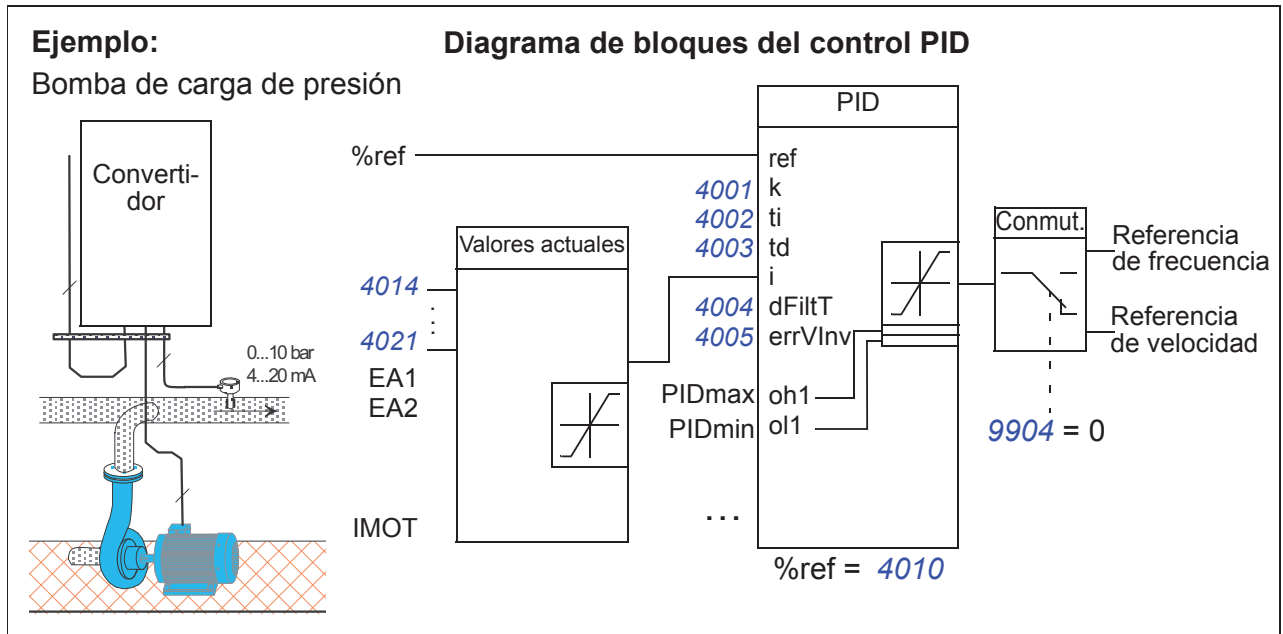 Ejemplo:
Diagrama de bloques del control PID
Bomba de carga de presión
Converti-
dor
0...10 bar
4...20 mA
%ref
Valores actuales
4014
4021
EA1
EA2
IMOT
PID
ref
4001 k
4002 ti
4003 td
i
4004 dFiltT
4005 errVInv
PIDmax oh1
PIDmin ol1
...
%ref = 4010
Conmut.
Referencia
de frecuencia
Referencia
de velocidad
9904 = 0